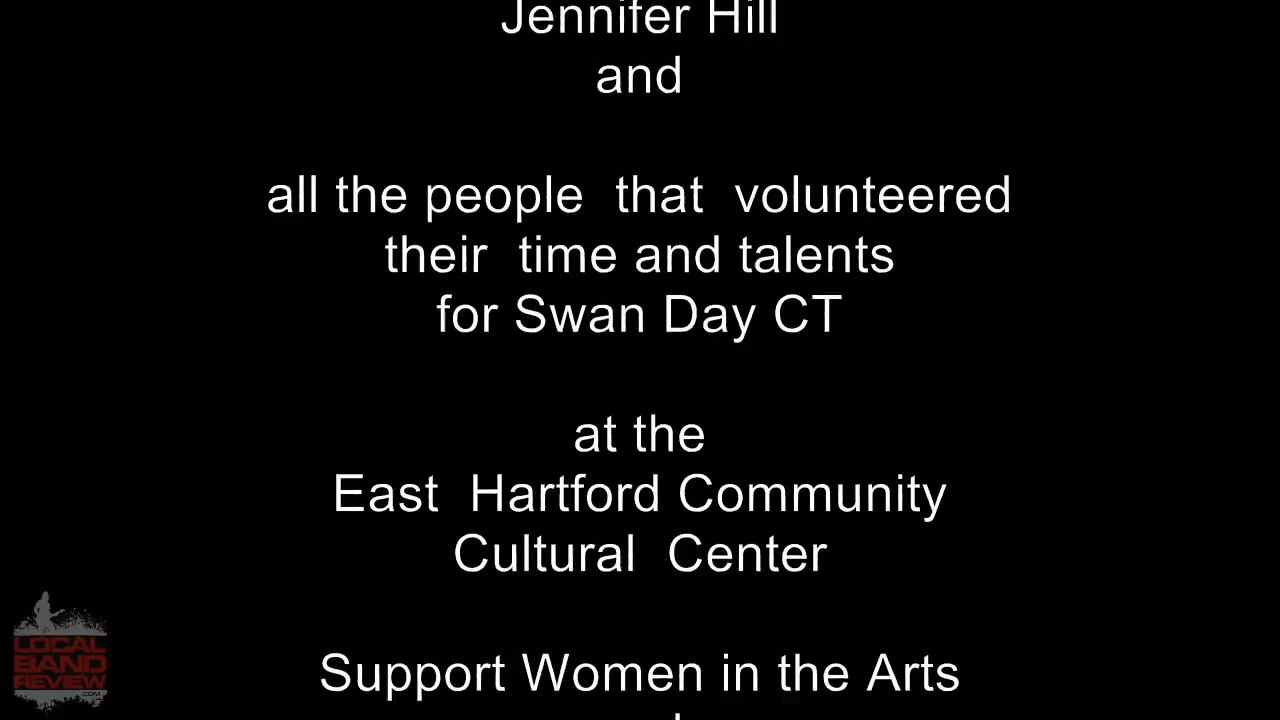 Jennifer Hill
and
all the people that volunteered
their time and talents
for Swan Day CT
at the
East Hartford Community
Cultural Center
Support Women in the Arts
LOCAL
BAND
REVIEW
.COM